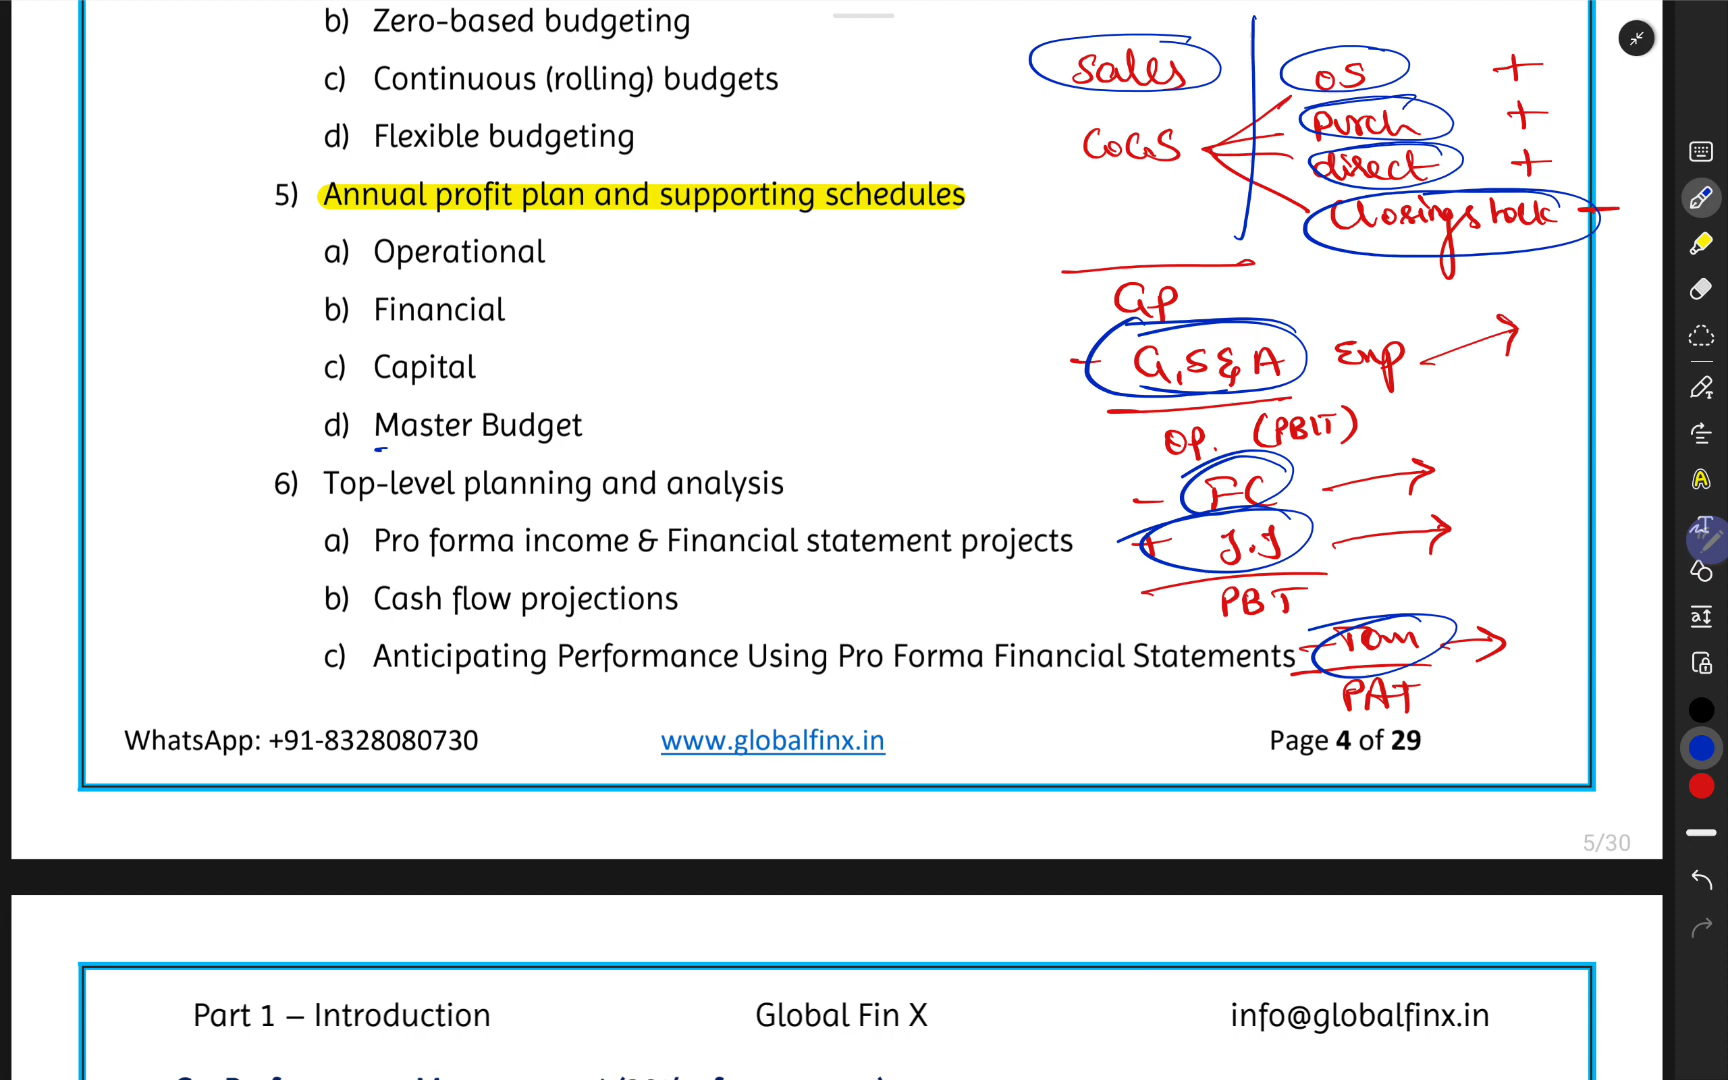 b) Zero-based budgeting
c) Continuous (rolling) budgets
d) Flexible budgeting
5) Annual profit plan and supporting schedules
a) Operational
b) Financial
c) Capital
d) Master Budget
6) Top-level planning and analysis
a) Pro forma income & Financial statement projects
b) Cash flow projections
c) Anticipating Performance Using Pro Forma Financial Statements
sales
COGS
OS +
purch +
direct +
Closing stock -
GP
- G, S & A Exp
OP. (PBIT)
- FC
+ I.I
PBT
PAT
WhatsApp: +91-8328080730 www.globalfinx.in Page 4 of 29
5/30
Part 1 – Introduction Global Fin X info@globalfinx.in